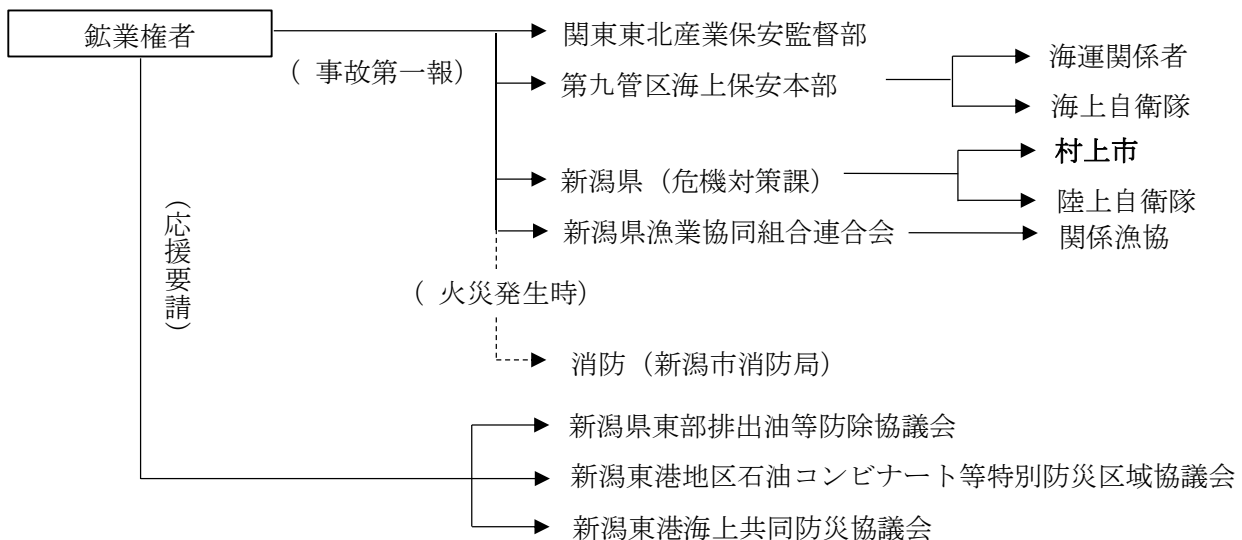 鉱業権者
関東東北産業保安監督部
( 事故第一報)
第九管区海上保安本部
海運関係者
海上自衛隊
新潟県（危機対策課）
村上市
陸上自衛隊
新潟県漁業協同組合連合会
関係漁協
( 火災発生時)
消防（新潟市消防局）
（応援要請）
新潟県東部排出油等防除協議会
新潟東港地区石油コンビナート等特別防災区域協議会
新潟東港海上共同防災協議会